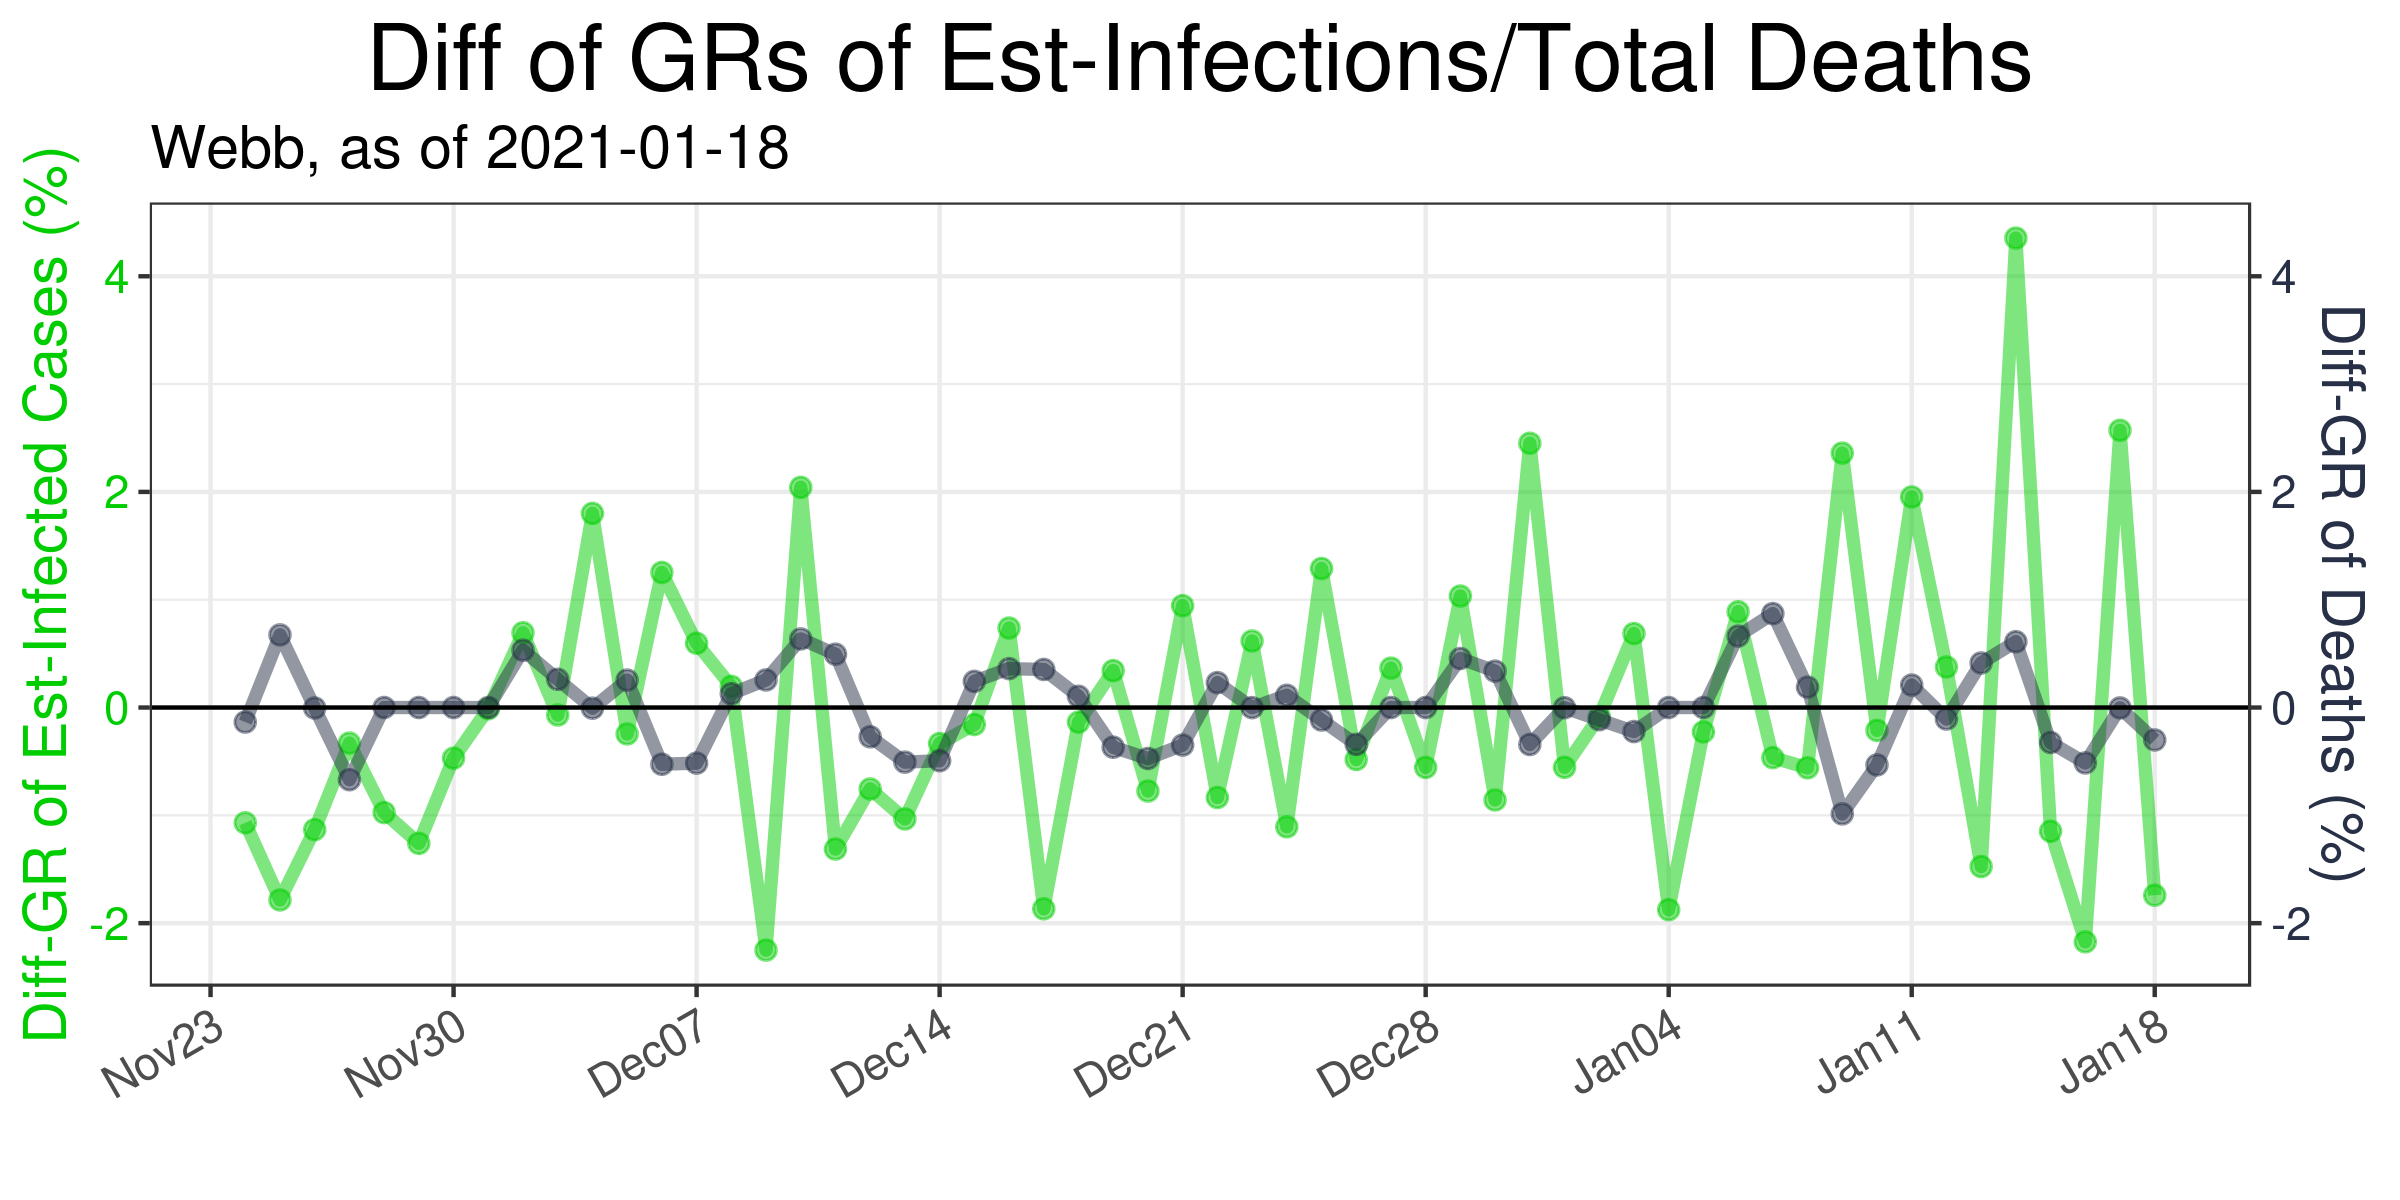 Diff of GRs of Est-Infections/Total Deaths
Webb, as of 2021-01-18
Diff-GR of Est-Infected Cases (%)
4
2
0
-2
4
2
0
-2
Diff-GR of Deaths (%)
Nov23
Nov30
Dec07
Dec14
Dec21
Dec28
Jan04
Jan11
Jan18